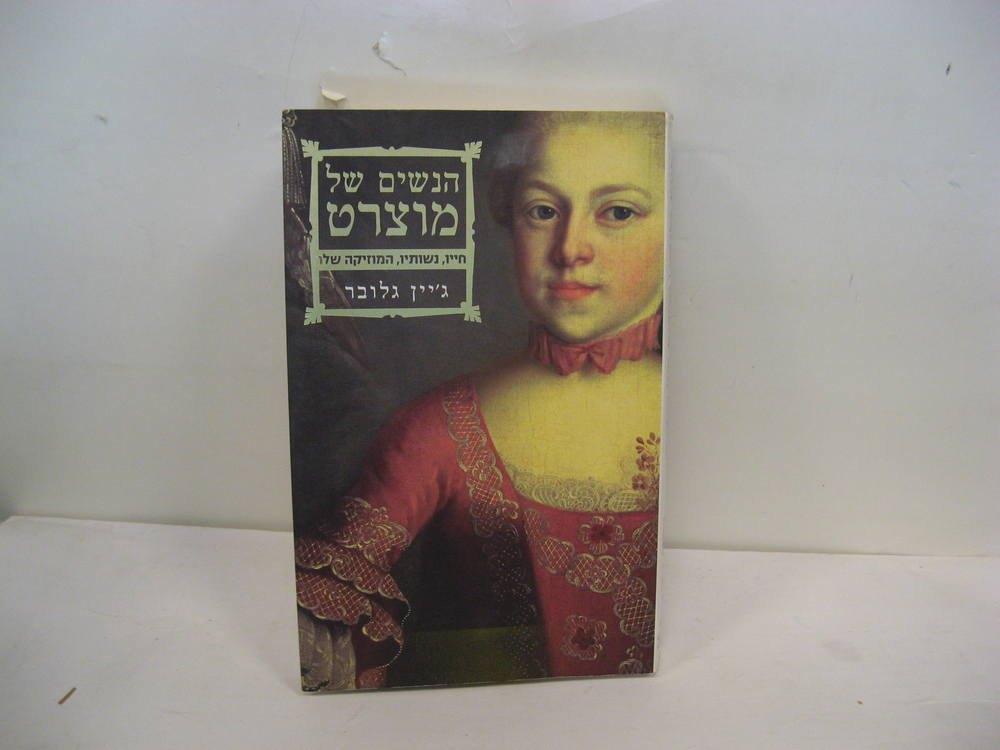 הנשים של
מוצרט
חייו, נשותיו, המוזיקה שלו
ג'יין גלובר